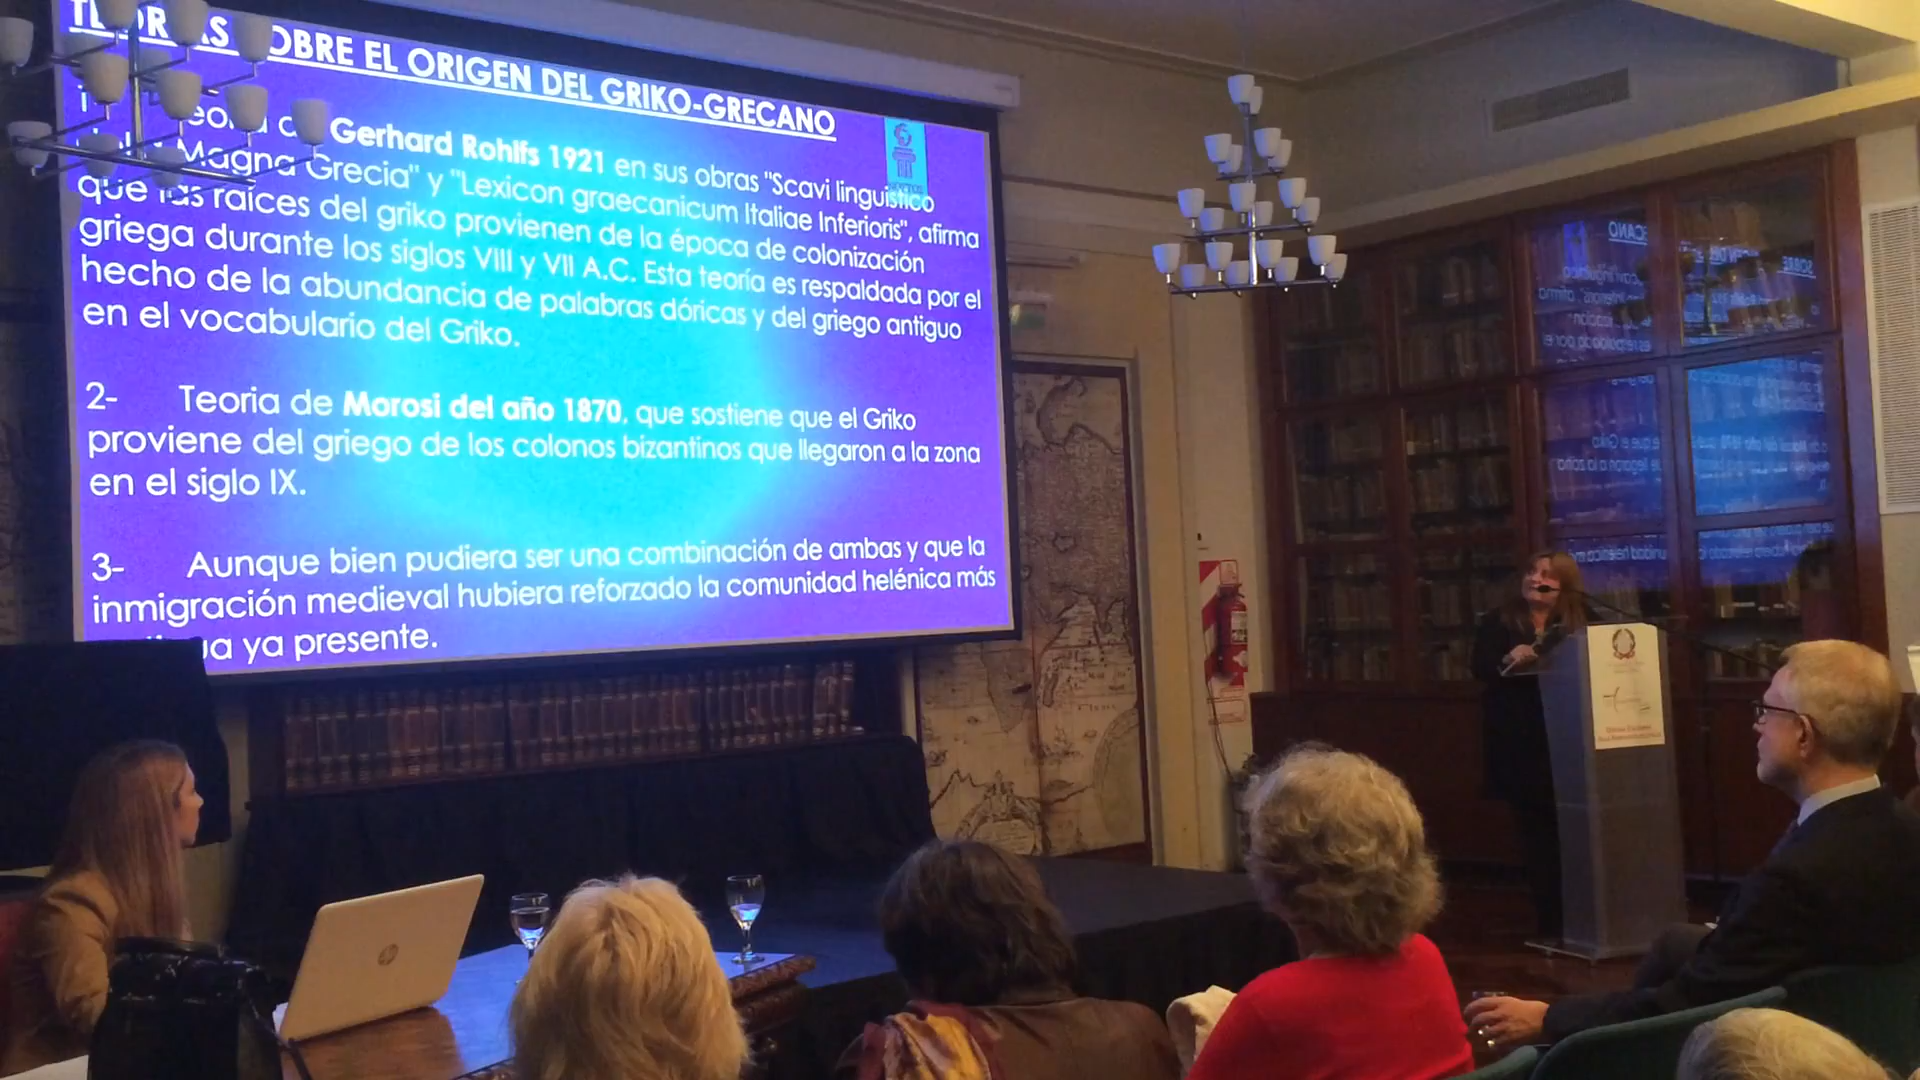 SOBRE EL ORIGEN DEL GRIKO-GRECANO
Gerhard Rohlfs 1921 en sus obras "Scavi linguistico
Magna Grecia" y "Lexicon graecanicum Italiae Inferioris", afirma
que las raíces del griko provienen de la época de colonización
griega durante los siglos VIII y VII A.C. Esta teoría es respaldada por el
hecho de la abundancia de palabras dóricas y del griego antiguo
en el vocabulario del Griko.
2- Teoria de Morosi del año 1870, que sostiene que el Griko
proviene del griego de los colonos bizantinos que llegaron a la zona
en el siglo IX.
3- Aunque bien pudiera ser una combinación de ambas y que la
inmigración medieval hubiera reforzado la comunidad helénica más
ya presente.